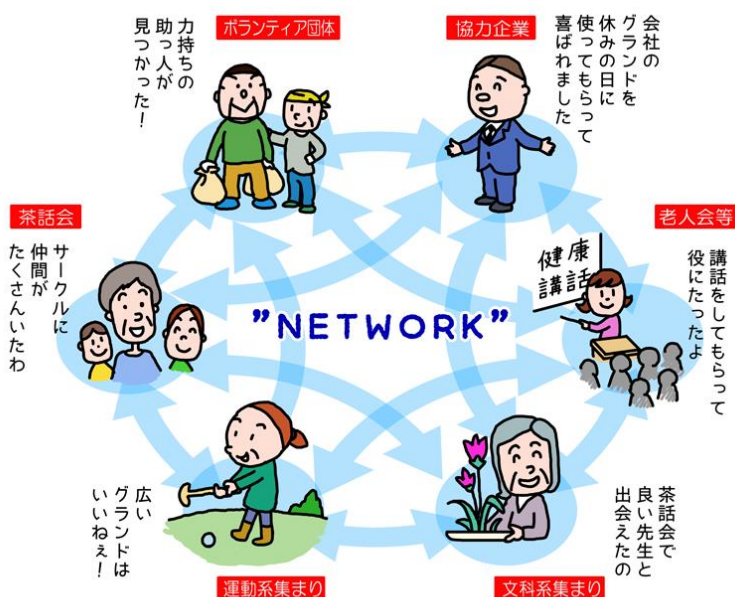 ボランティア団体
力持ちの
助っ人が
見つかった！
協力企業
会社の
グランドを
休みの日に
使ってもらって
喜ばれました
茶話会
サークルに
仲間が
たくさんいたわ
老人会等
健康
講話
講話をしてもらって
役にたったよ
”NETWORK”
広い
グランドは
いいねぇ！
運動系集まり
茶話会で
良い先生と
出会えたの
文科系集まり